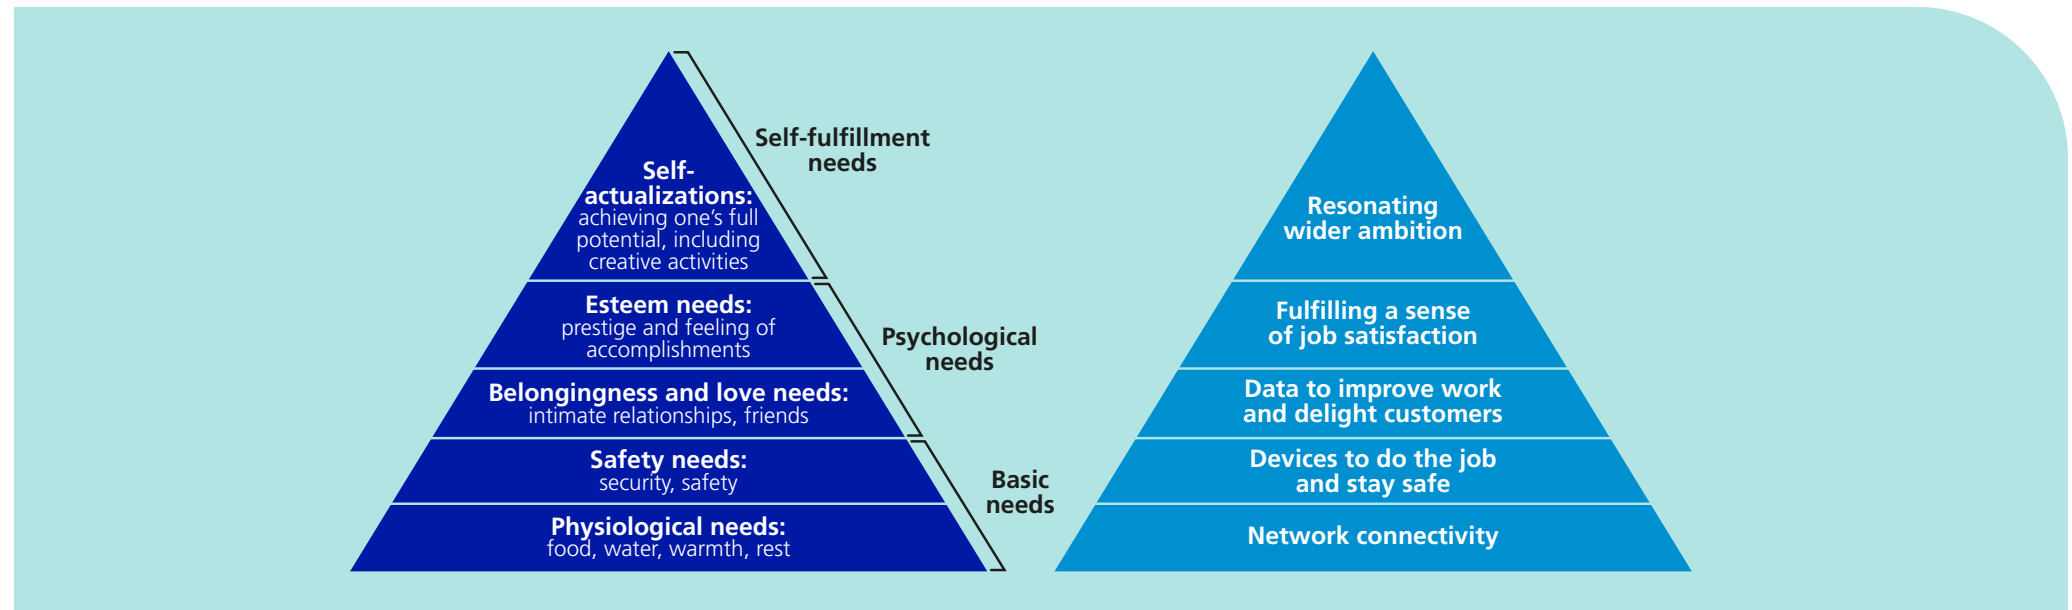 Self-
actualizations:
achieving one’s full
potential, including
creative activities
Esteem needs:
prestige and feeling of
accomplishments
Belongingness and love needs:
intimate relationships, friends
Safety needs:
security, safety
Physiological needs:
food, water, warmth, rest
Self-fulfillment
needs
Psychological
needs
Basic
needs
Resonating
wider ambition
Fulfilling a sense
of job satisfaction
Data to improve work
and delight customers
Devices to do the job
and stay safe
Network connectivity